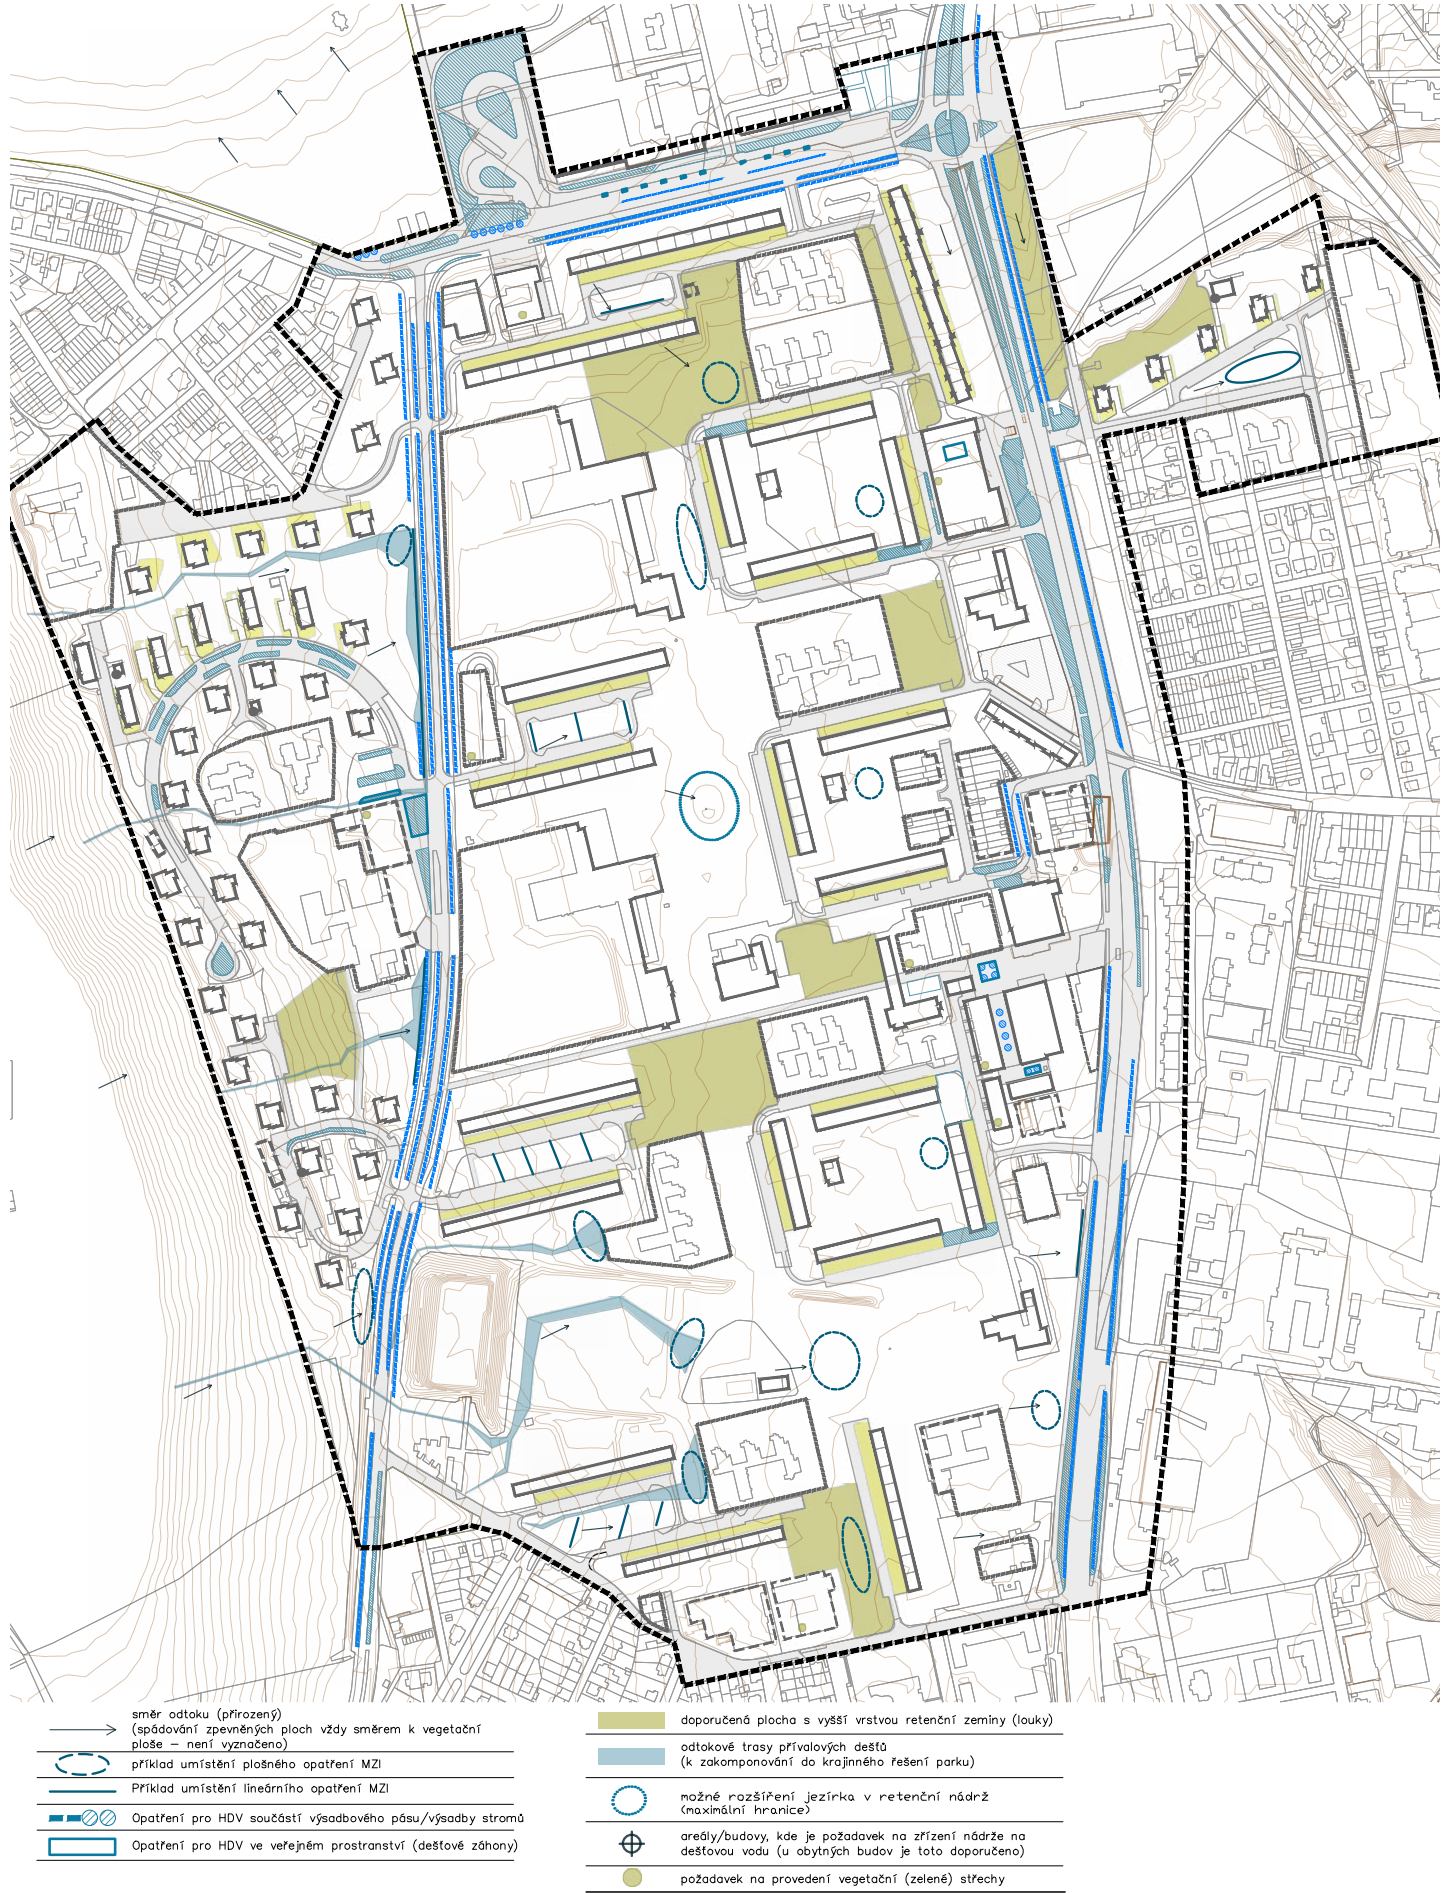 směr odtoku (přirozený)
(spádování zpevněných ploch vždy směrem k vegetační
ploše – není vyznačeno)
příklad umístění plošného opatření MZI
Příklad umístění lineárního opatření MZI
Opatření pro HDV součástí výsadbového pásu/výsadby stromů
Opatření pro HDV ve veřejném prostranství (dešťové záhony)
doporučená plocha s vyšší vrstvou retenční zeminy (louky)
odtokové trasy přívalových dešťů
(k zakomponování do krajinného řešení parku)
možné rozšíření jezírka v retenční nádrž
(maximální hranice)
areály/budovy, kde je požadavek na zřízení nádrže na
dešťovou vodu (u obytných budov je toto doporučeno)
požadavek na provedení vegetační (zelené) střechy